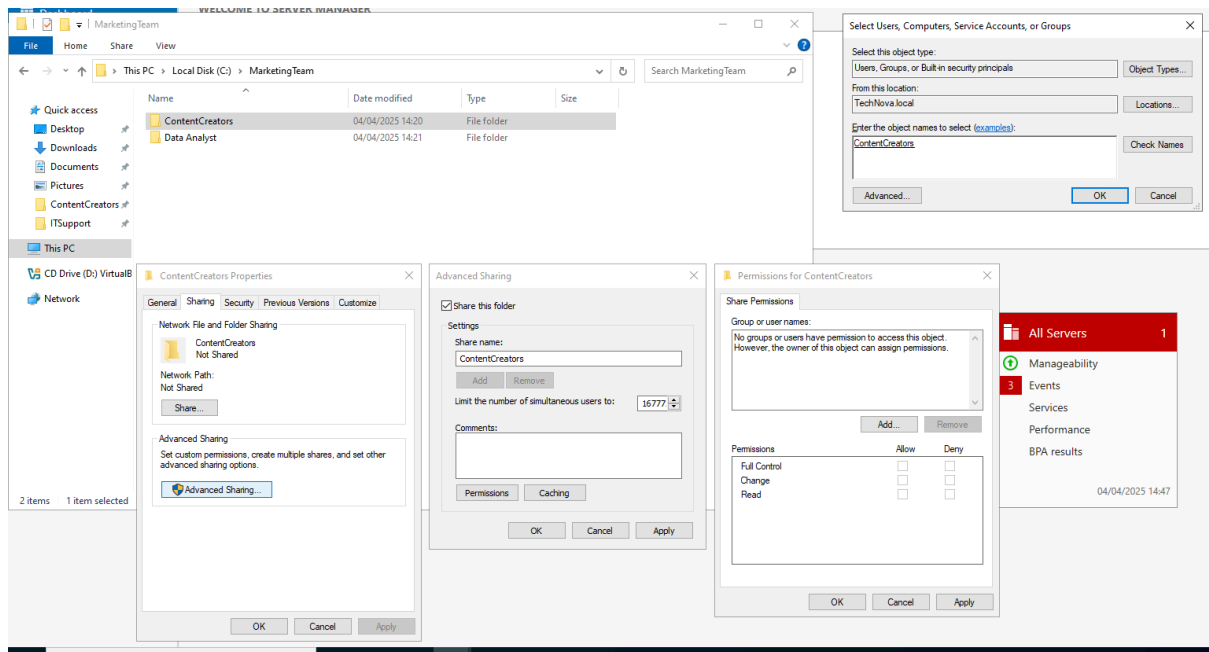 Dashboard
WELCOME TO SERVER MANAGER
MarketingTeam
File Home Share View
This PC > Local Disk (C:) > MarketingTeam
Search MarketingTeam
Name Date modified Type Size
ContentCreators 04/04/2025 14:20 File folder
Data Analyst 04/04/2025 14:21 File folder
Quick access
Desktop
Downloads
Documents
Pictures
ContentCreators
ITSupport
This PC
CD Drive (D:) VirtualB
Network
2 items 1 item selected
Select Users, Computers, Service Accounts, or Groups
Select this object type:
Users, Groups, or Built-in security principals
Object Types...
From this location:
TechNova.local
Locations...
Enter the object names to select (examples):
ContentCreators
Check Names
Advanced...
OK Cancel
ContentCreators Properties
General Sharing Security Previous Versions Customize
Network File and Folder Sharing
ContentCreators
Not Shared
Network Path:
Not Shared
Share...
Advanced Sharing
Set custom permissions, create multiple shares, and set other
advanced sharing options.
Advanced Sharing...
OK Cancel Apply
Advanced Sharing
Share this folder
Settings
Share name:
ContentCreators
Add Remove
Limit the number of simultaneous users to: 16777
Comments:
Permissions Caching
OK Cancel Apply
Permissions for ContentCreators
Share Permissions
Group or user names:
No groups or users have permission to access this object.
However, the owner of this object can assign permissions.
Add... Remove
Permissions Allow Deny
Full Control
Change
Read
OK Cancel Apply
All Servers 1
Manageability
3 Events
Services
Performance
BPA results
04/04/2025 14:47